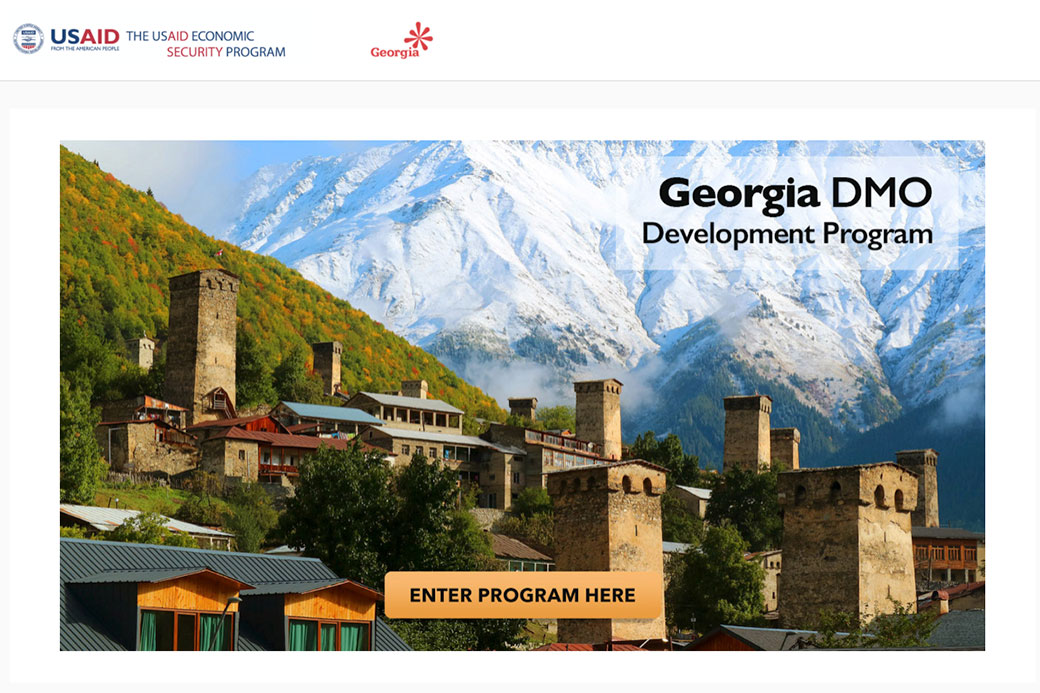 USAID
FROM THE AMERICAN PEOPLE
THE USAID ECONOMIC
SECURITY PROGRAM
Georgia
Georgia DMO
Development Program
ENTER PROGRAM HERE